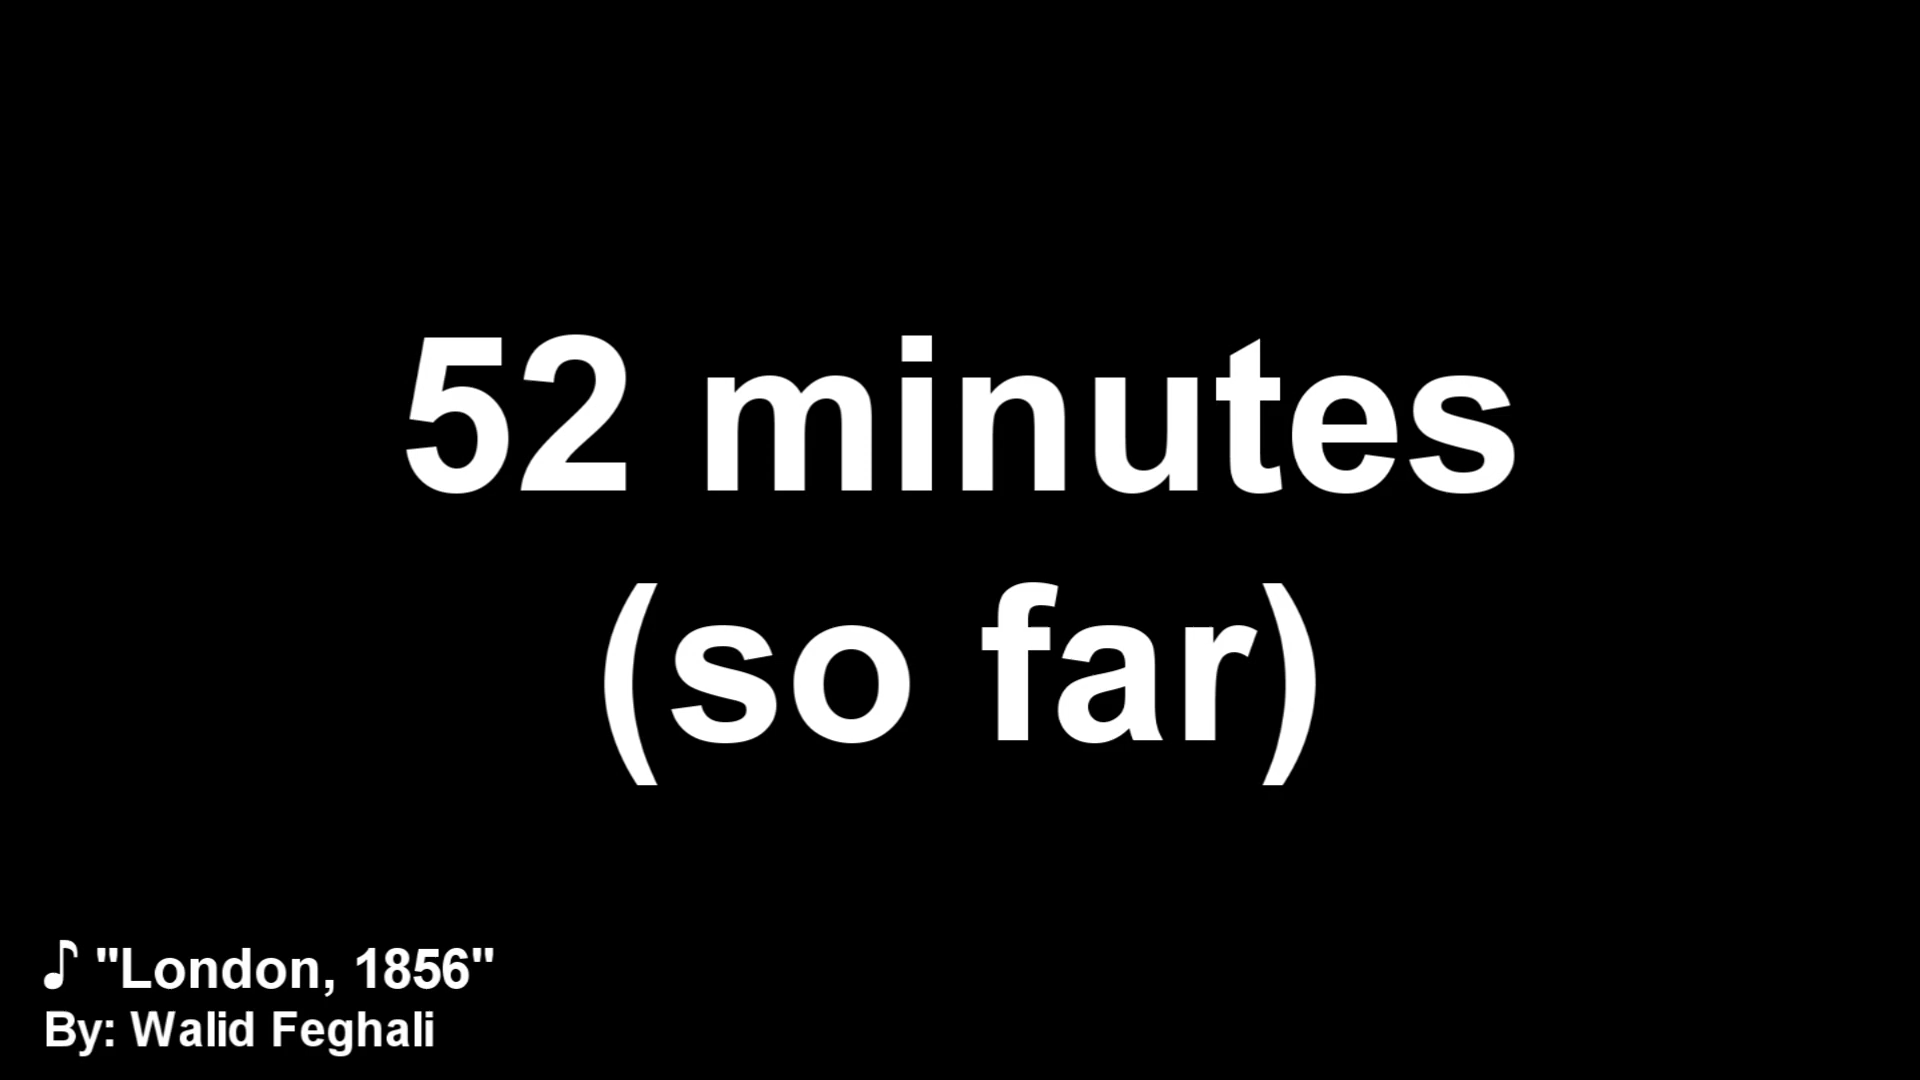 52 minutes
(so far)
♪ "London, 1856"
By: Walid Feghali